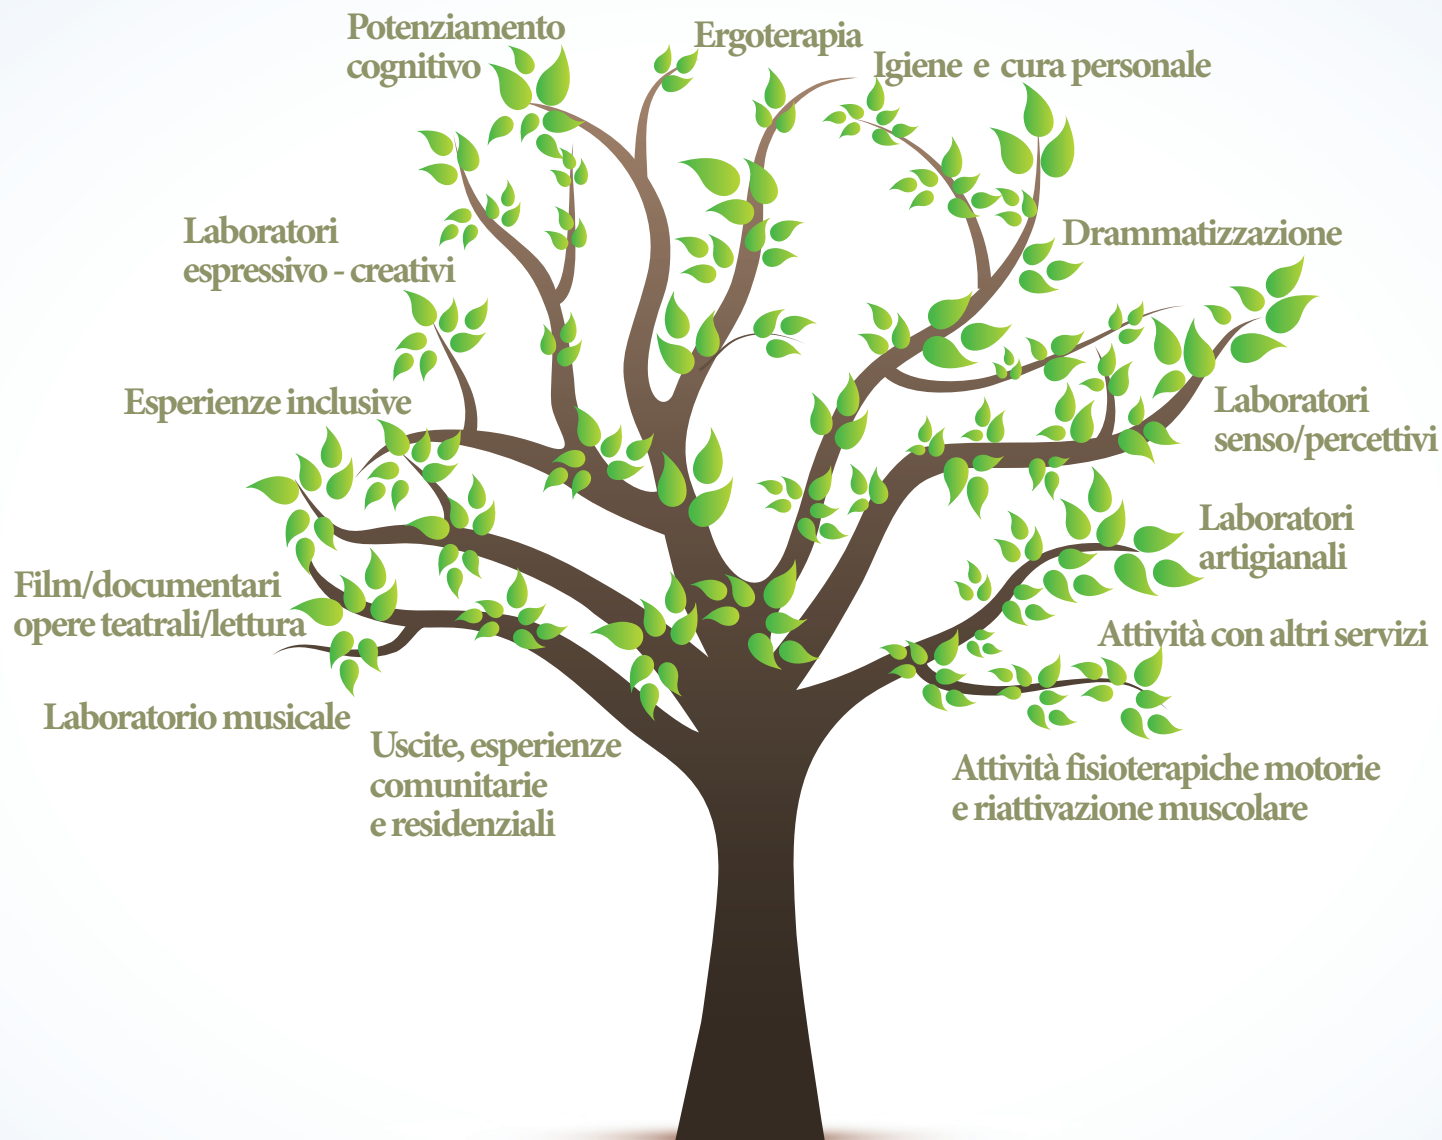 Potenziamento
cognitivo
Ergoterapia
Igiene e cura personale
Laboratori
espressivo - creativi
Drammatizzazione
Esperienze inclusive
Laboratori
senso/percettivi
Laboratori
artigianali
Film/documentari
opere teatrali/lettura
Attività con altri servizi
Laboratorio musicale
Uscite, esperienze
comunitarie
e residenziali
Attività fisioterapiche motorie
e riattivazione muscolare